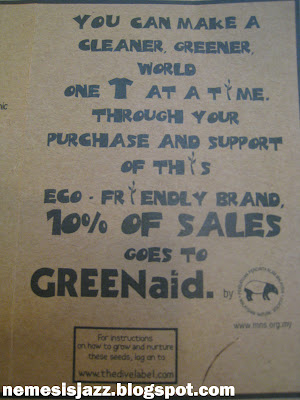 YOU CAN MAKE A
CLEANER, GREENER,
WORLD
ONE AT A TIME.
THROUGH YOUR
PURCHASE AND SUPPORT
OF THIS
ECO-FRIENDLY BRAND,
10% OF SALES
GOES TO
GREENaid.
by
www.mns.org.my
For instructions
on how to grow and nurture
these seeds, log on to
www.thedivelabel.com
nemesisjazz.blogspot.com